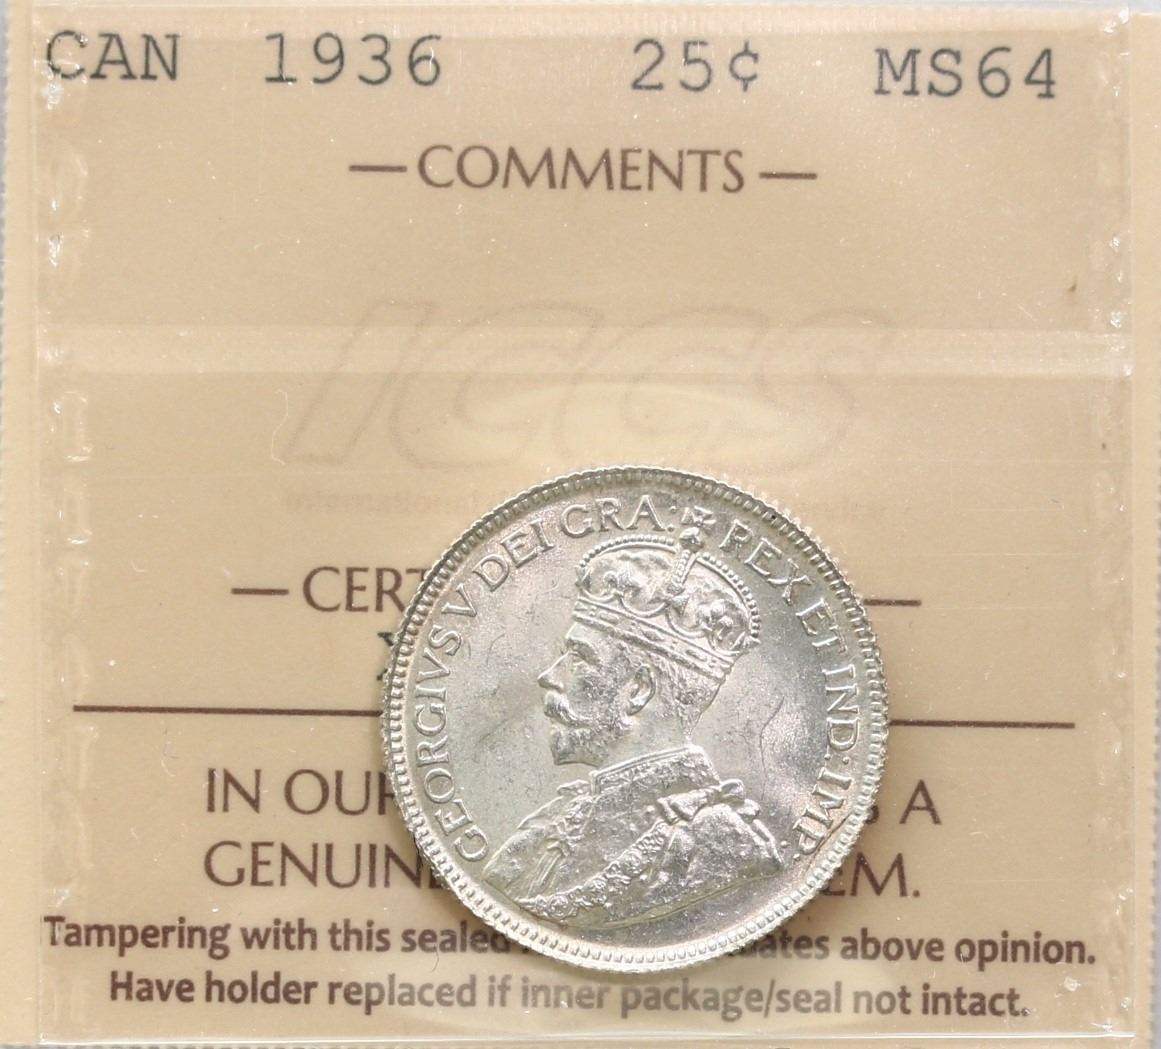 CAN 1936 25¢ MS64
— COMMENTS —
ICCS
GEORGIVS V DEI GRA: REX ET IND: IMP:
— CERT —
IN OUR A
GENUINE EM.
Tampering with this sealed ates above opinion.
Have holder replaced if inner package/seal not intact.